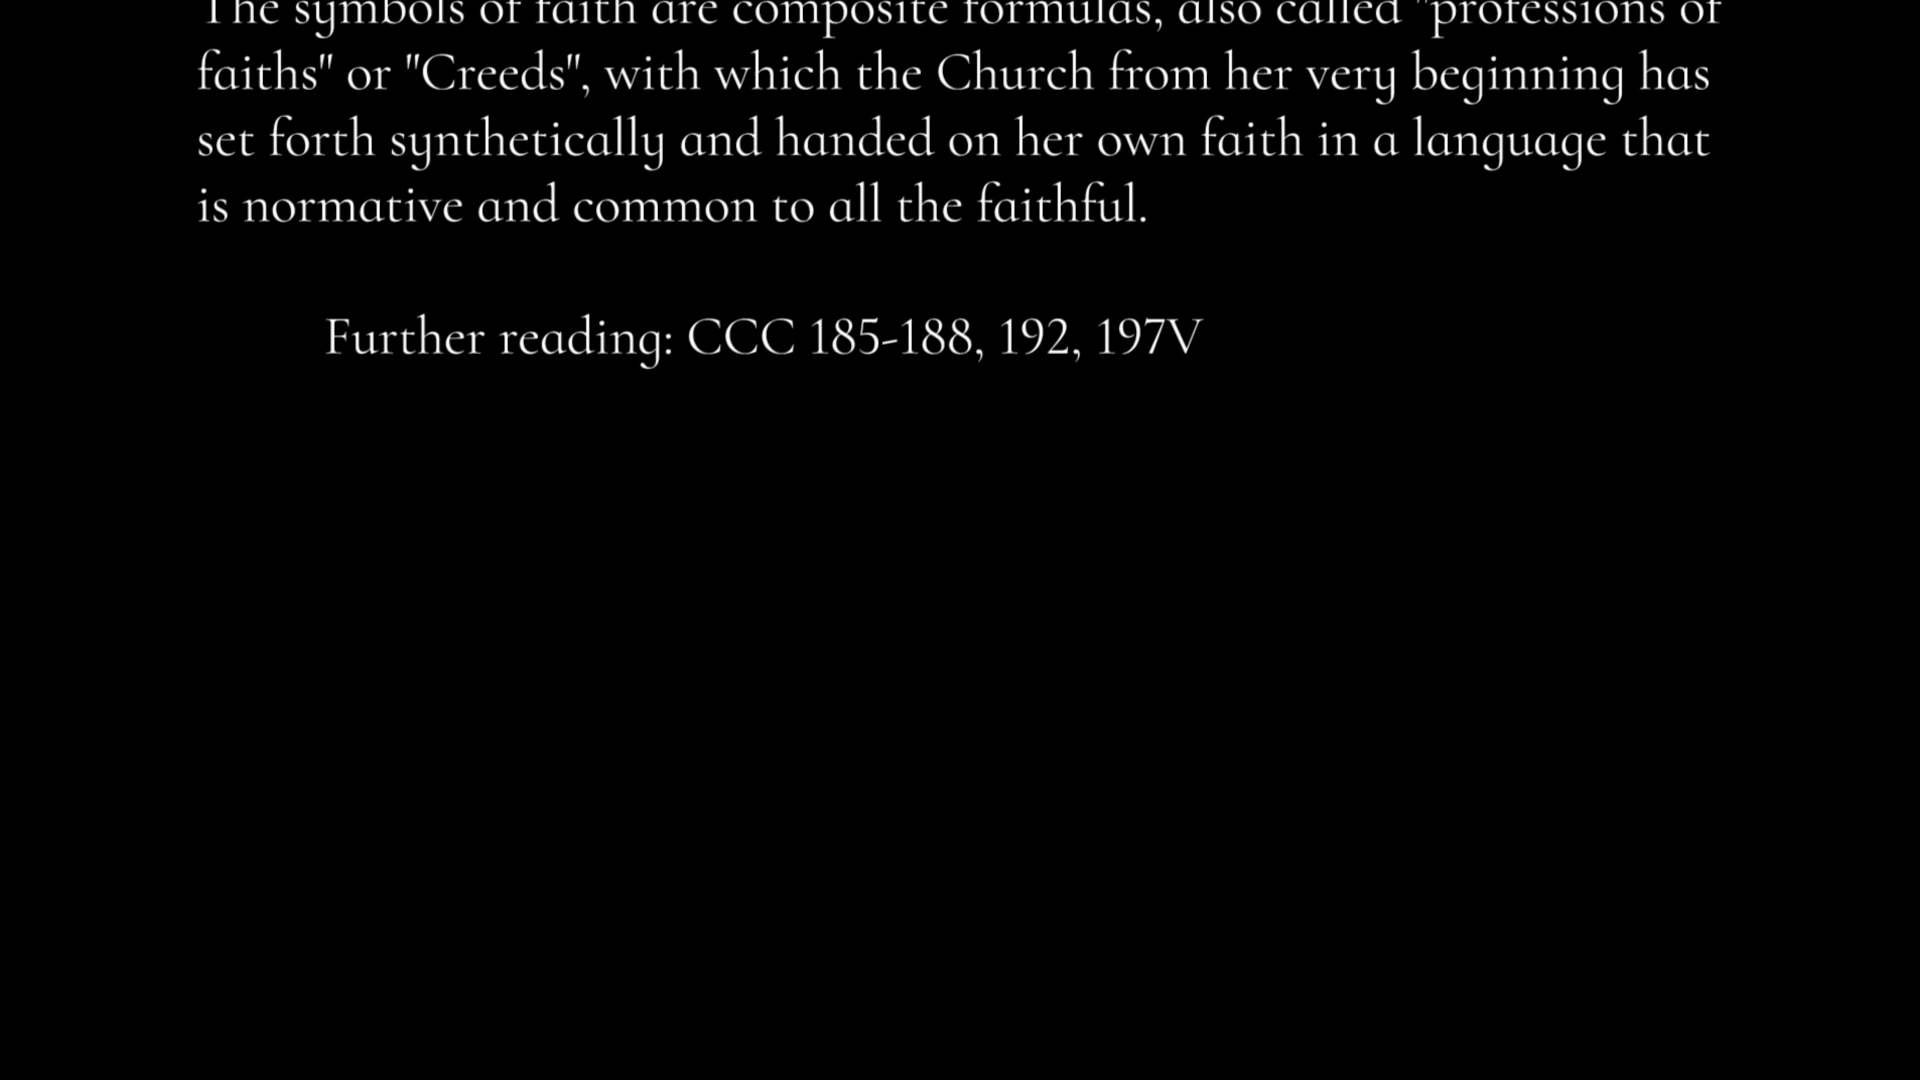 The symbols of faith are composite formulas, also called "professions of
faiths" or "Creeds", with which the Church from her very beginning has
set forth synthetically and handed on her own faith in a language that
is normative and common to all the faithful.
Further reading: CCC 185-188, 192, 197V